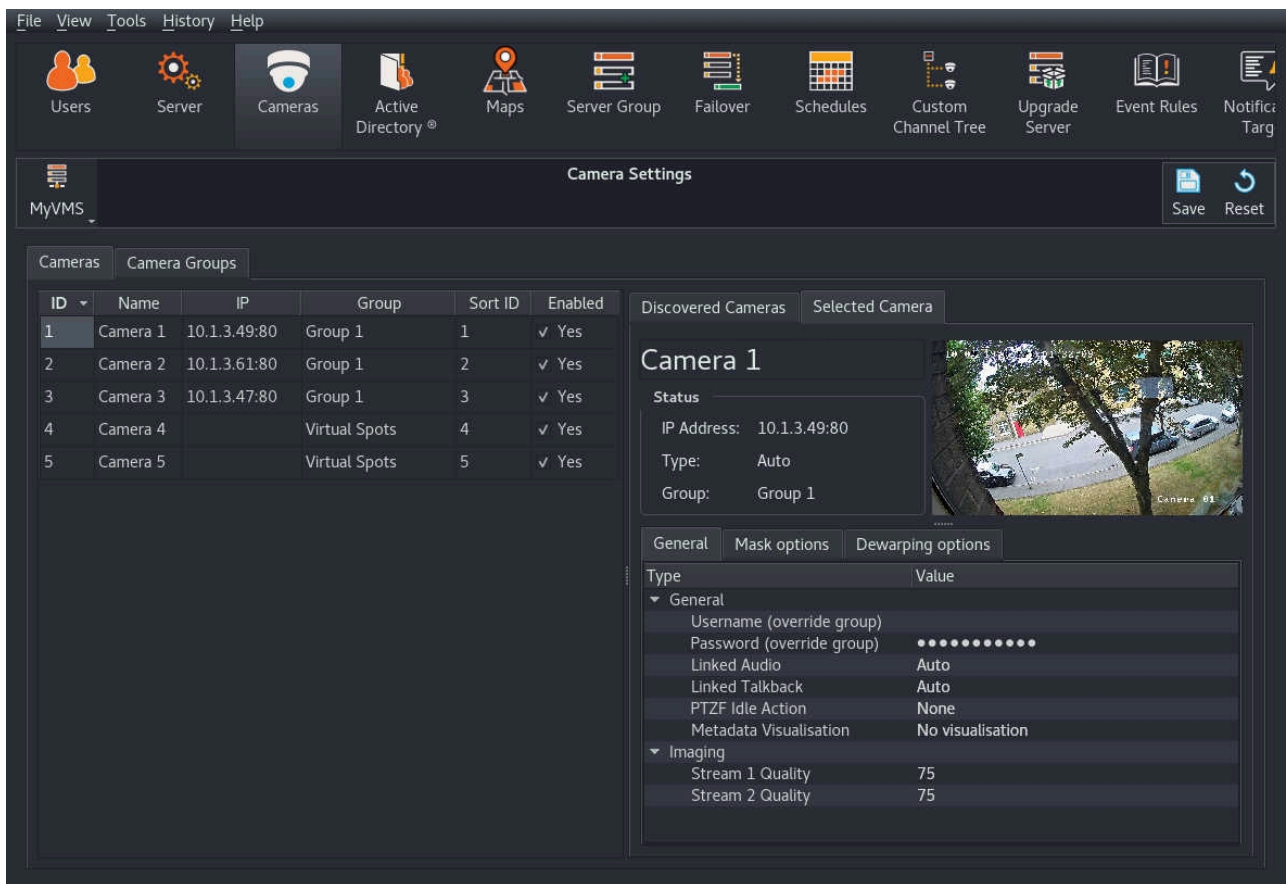 File View Tools History Help
Users
Server
Cameras
Active
Directory ®
Maps
Server Group
Failover
Schedules
Custom
Channel Tree
Upgrade
Server
Event Rules
Notifica
Targ
MyVMS
Camera Settings
Save
Reset
Cameras Camera Groups
ID Name IP Group Sort ID Enabled
1 Camera 1 10.1.3.49:80 Group 1 1 Yes
2 Camera 2 10.1.3.61:80 Group 1 2 Yes
3 Camera 3 10.1.3.47:80 Group 1 3 Yes
4 Camera 4 Virtual Spots 4 Yes
5 Camera 5 Virtual Spots 5 Yes
Discovered Cameras Selected Camera
Camera 1
Status
IP Address: 10.1.3.49:80
Type: Auto
Group: Group 1
Camera 01
General Mask options Dewarping options
Type Value
General
Username (override group)
Password (override group) ●●●●●●●●●●●
Linked Audio Auto
Linked Talkback Auto
PTZF Idle Action None
Metadata Visualisation No visualisation
Imaging
Stream 1 Quality 75
Stream 2 Quality 75